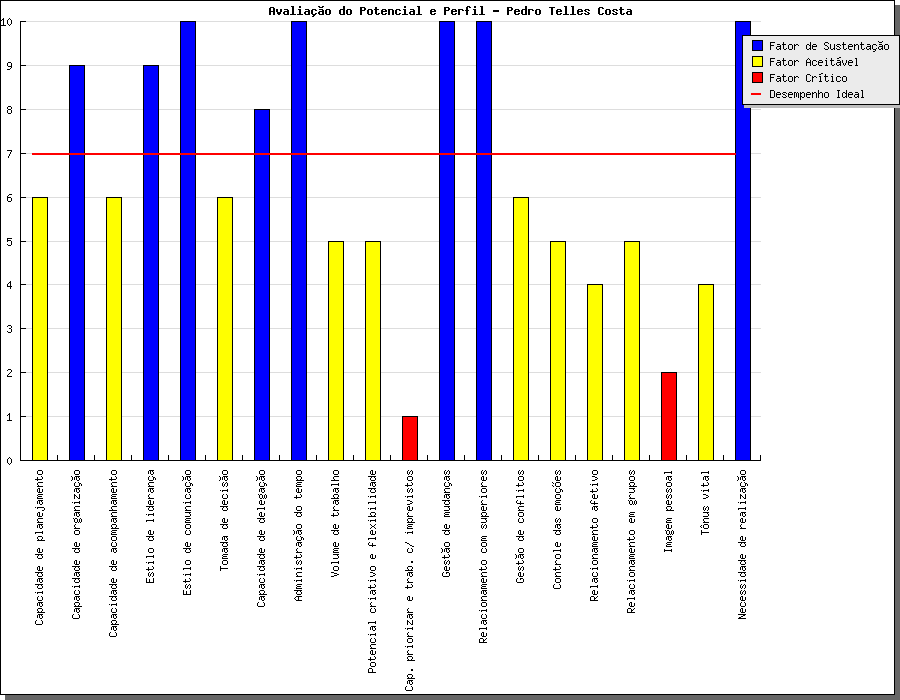 Avaliação do Potencial e Perfil - Pedro Telles Costa
10
9
8
7
6
5
4
3
2
1
0
Fator de Sustentação
Fator Aceitável
Fator Crítico
Desempenho Ideal
Capacidade de planejamento
Capacidade de organização
Capacidade de acompanhamento
Estilo de liderança
Estilo de comunicação
Tomada de decisão
Capacidade de delegação
Administração do tempo
Volume de trabalho
Potencial criativo e flexibilidade
Cap. priorizar e trab. c/ imprevistos
Gestão de mudanças
Relacionamento com superiores
Gestão de conflitos
Controle das emoções
Relacionamento afetivo
Relacionamento em grupos
Imagem pessoal
Tônus vital
Necessidade de realização